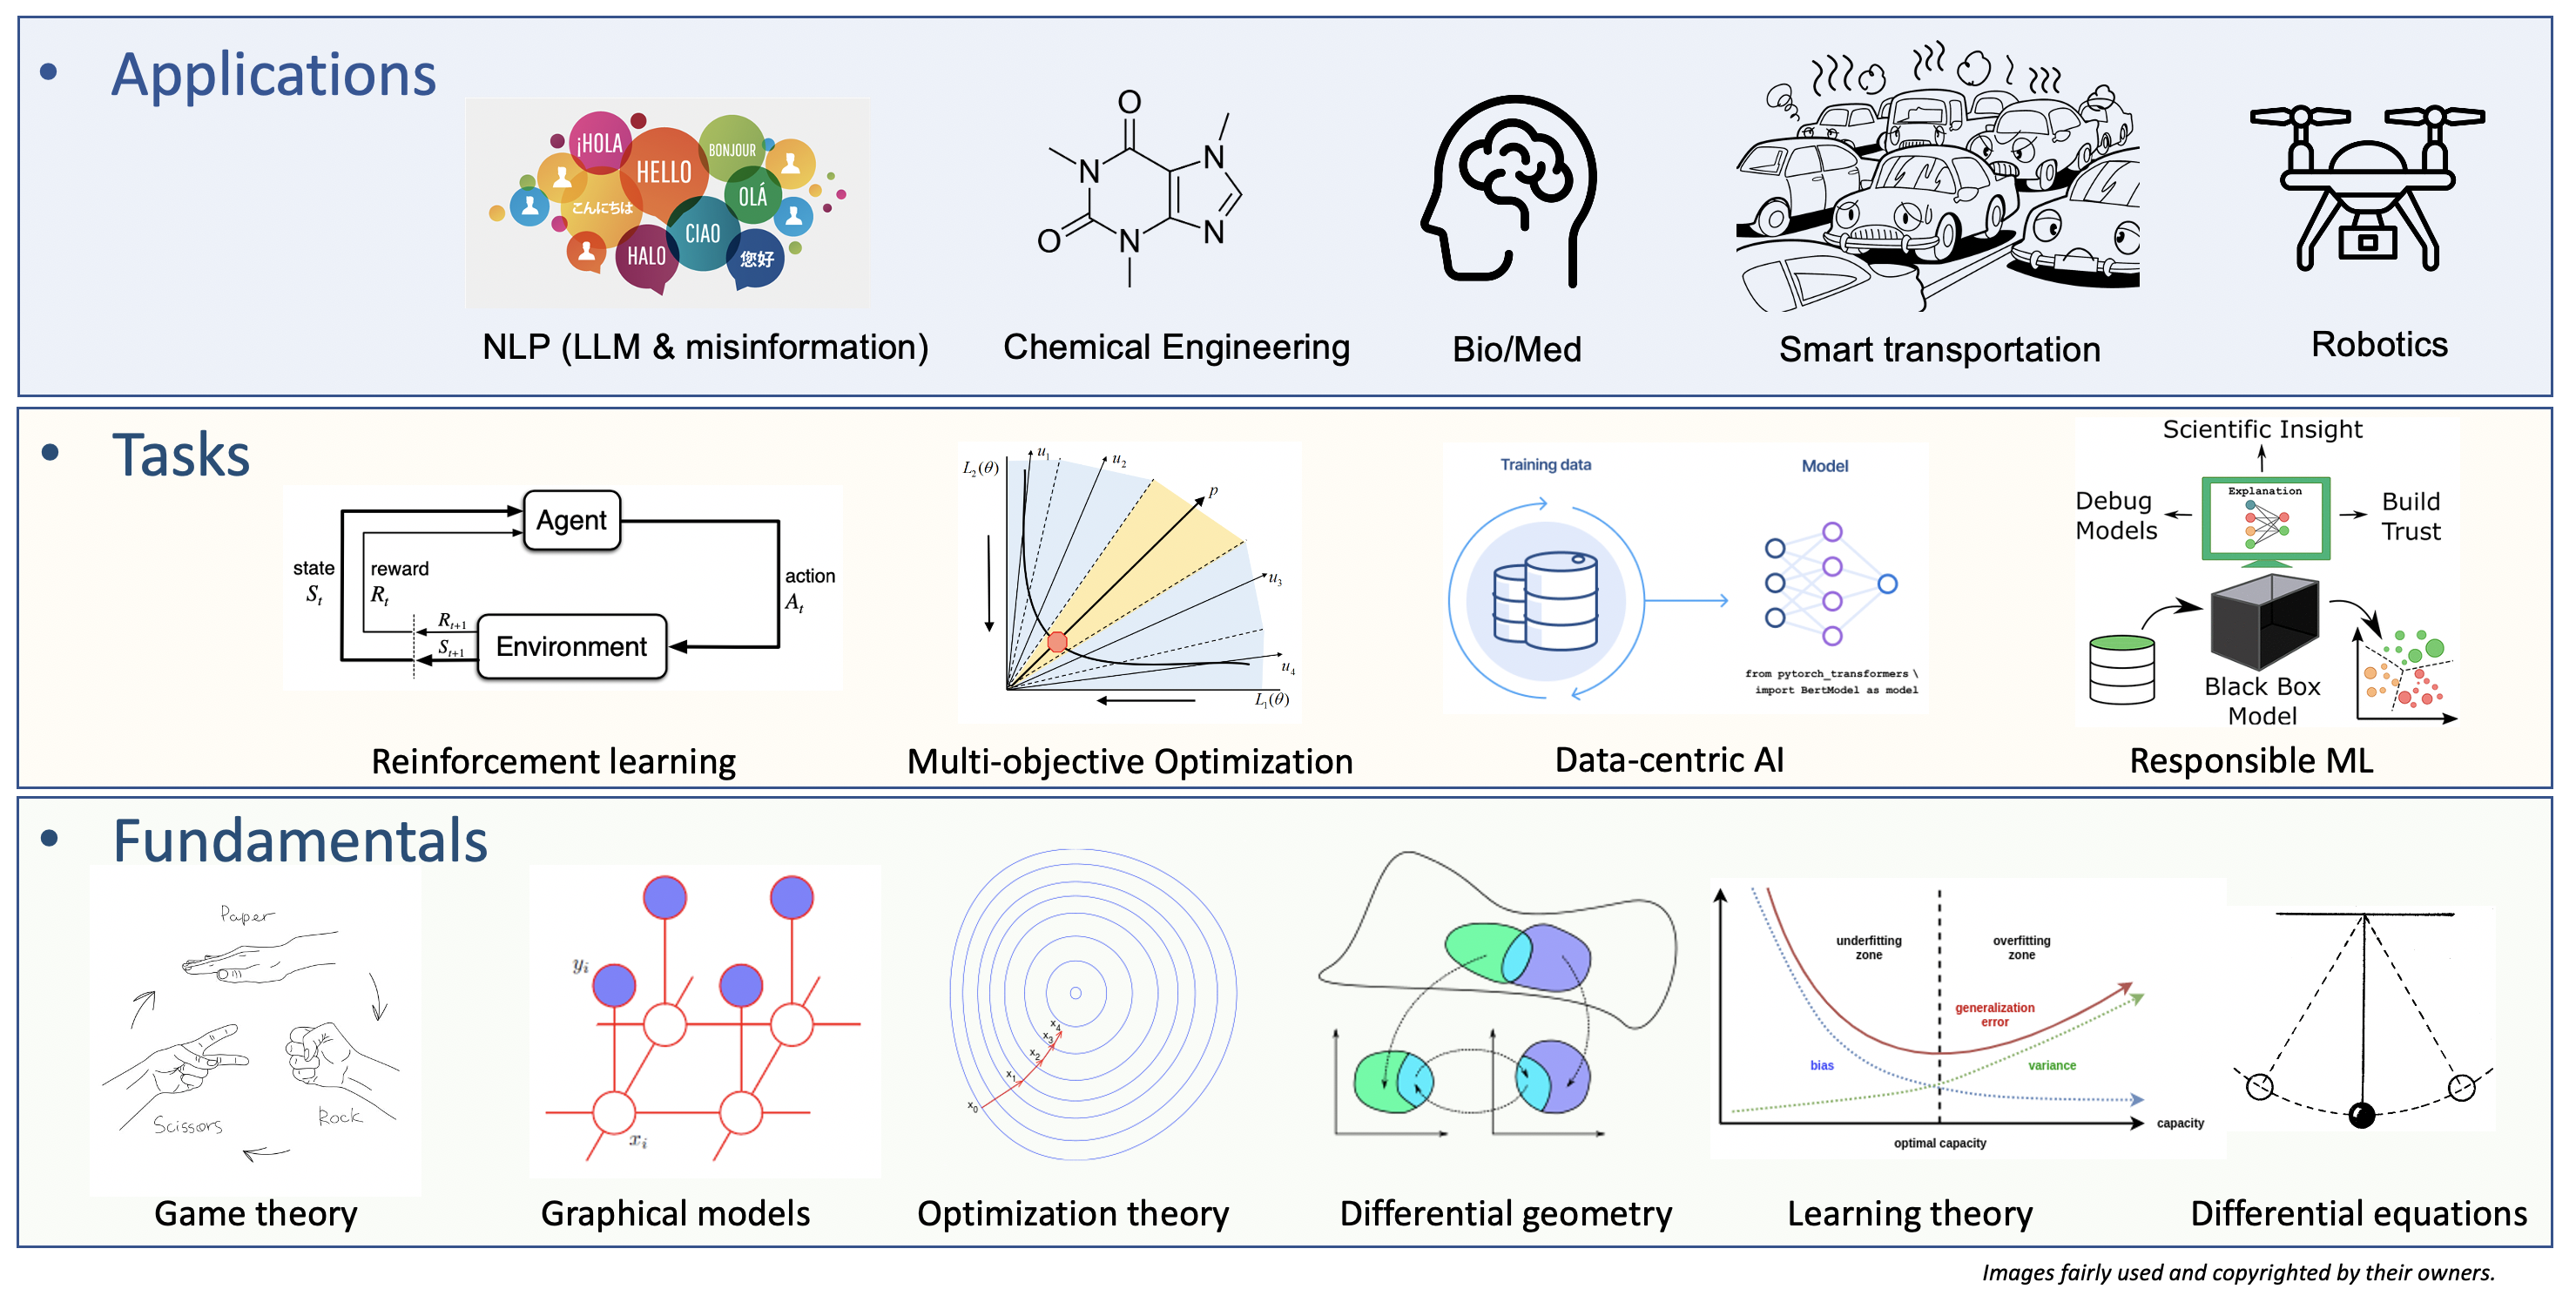 • Applications
¡HOLA
HELLO
BONJOUR
こんにちは
OLÁ
HALO
CIAO
您好
O
N
N
O
N
N
NLP (LLM & misinformation)
Chemical Engineering
Bio/Med
Smart transportation
Robotics
• Tasks
Agent
state
S_t
reward
R_t
action
A_t
R_{t+1}
S_{t+1}
Environment
Reinforcement learning
L_2(θ)
u_1
u_2
p
u_3
u_4
L_1(θ)
Multi-objective Optimization
Training data
Model
from pytorch_transformers \
import BertModel as model
Data-centric AI
Scientific Insight
Debug
Models
Explanation
Build
Trust
Black Box
Model
Responsible ML
• Fundamentals
Paper
Scissors
Rock
Game theory
y_i
x_i
Graphical models
x_0
x_1
x_2
x_3
x_4
Optimization theory
Differential geometry
underfitting
zone
overfitting
zone
generalization
error
bias
variance
capacity
optimal capacity
Learning theory
Differential equations
Images fairly used and copyrighted by their owners.